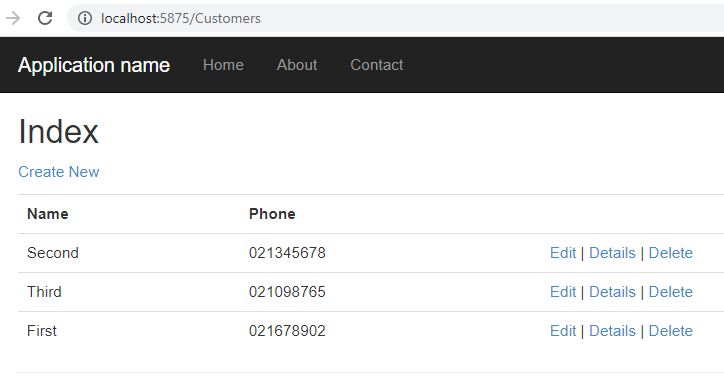 localhost:5875/Customers
Application name Home About Contact
Index
Create New
Name Phone
Second 021345678 Edit | Details | Delete
Third 021098765 Edit | Details | Delete
First 021678902 Edit | Details | Delete